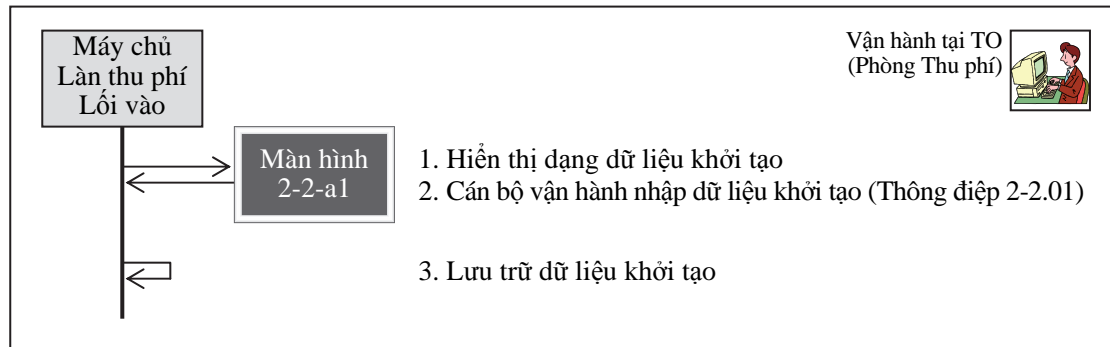 Máy chủ
Làn thu phí
Lối vào
Vận hành tại TO
(Phòng Thu phí)
Màn hình
2-2-a1
1. Hiển thị dạng dữ liệu khởi tạo
2. Cán bộ vận hành nhập dữ liệu khởi tạo (Thông điệp 2-2.01)
3. Lưu trữ dữ liệu khởi tạo